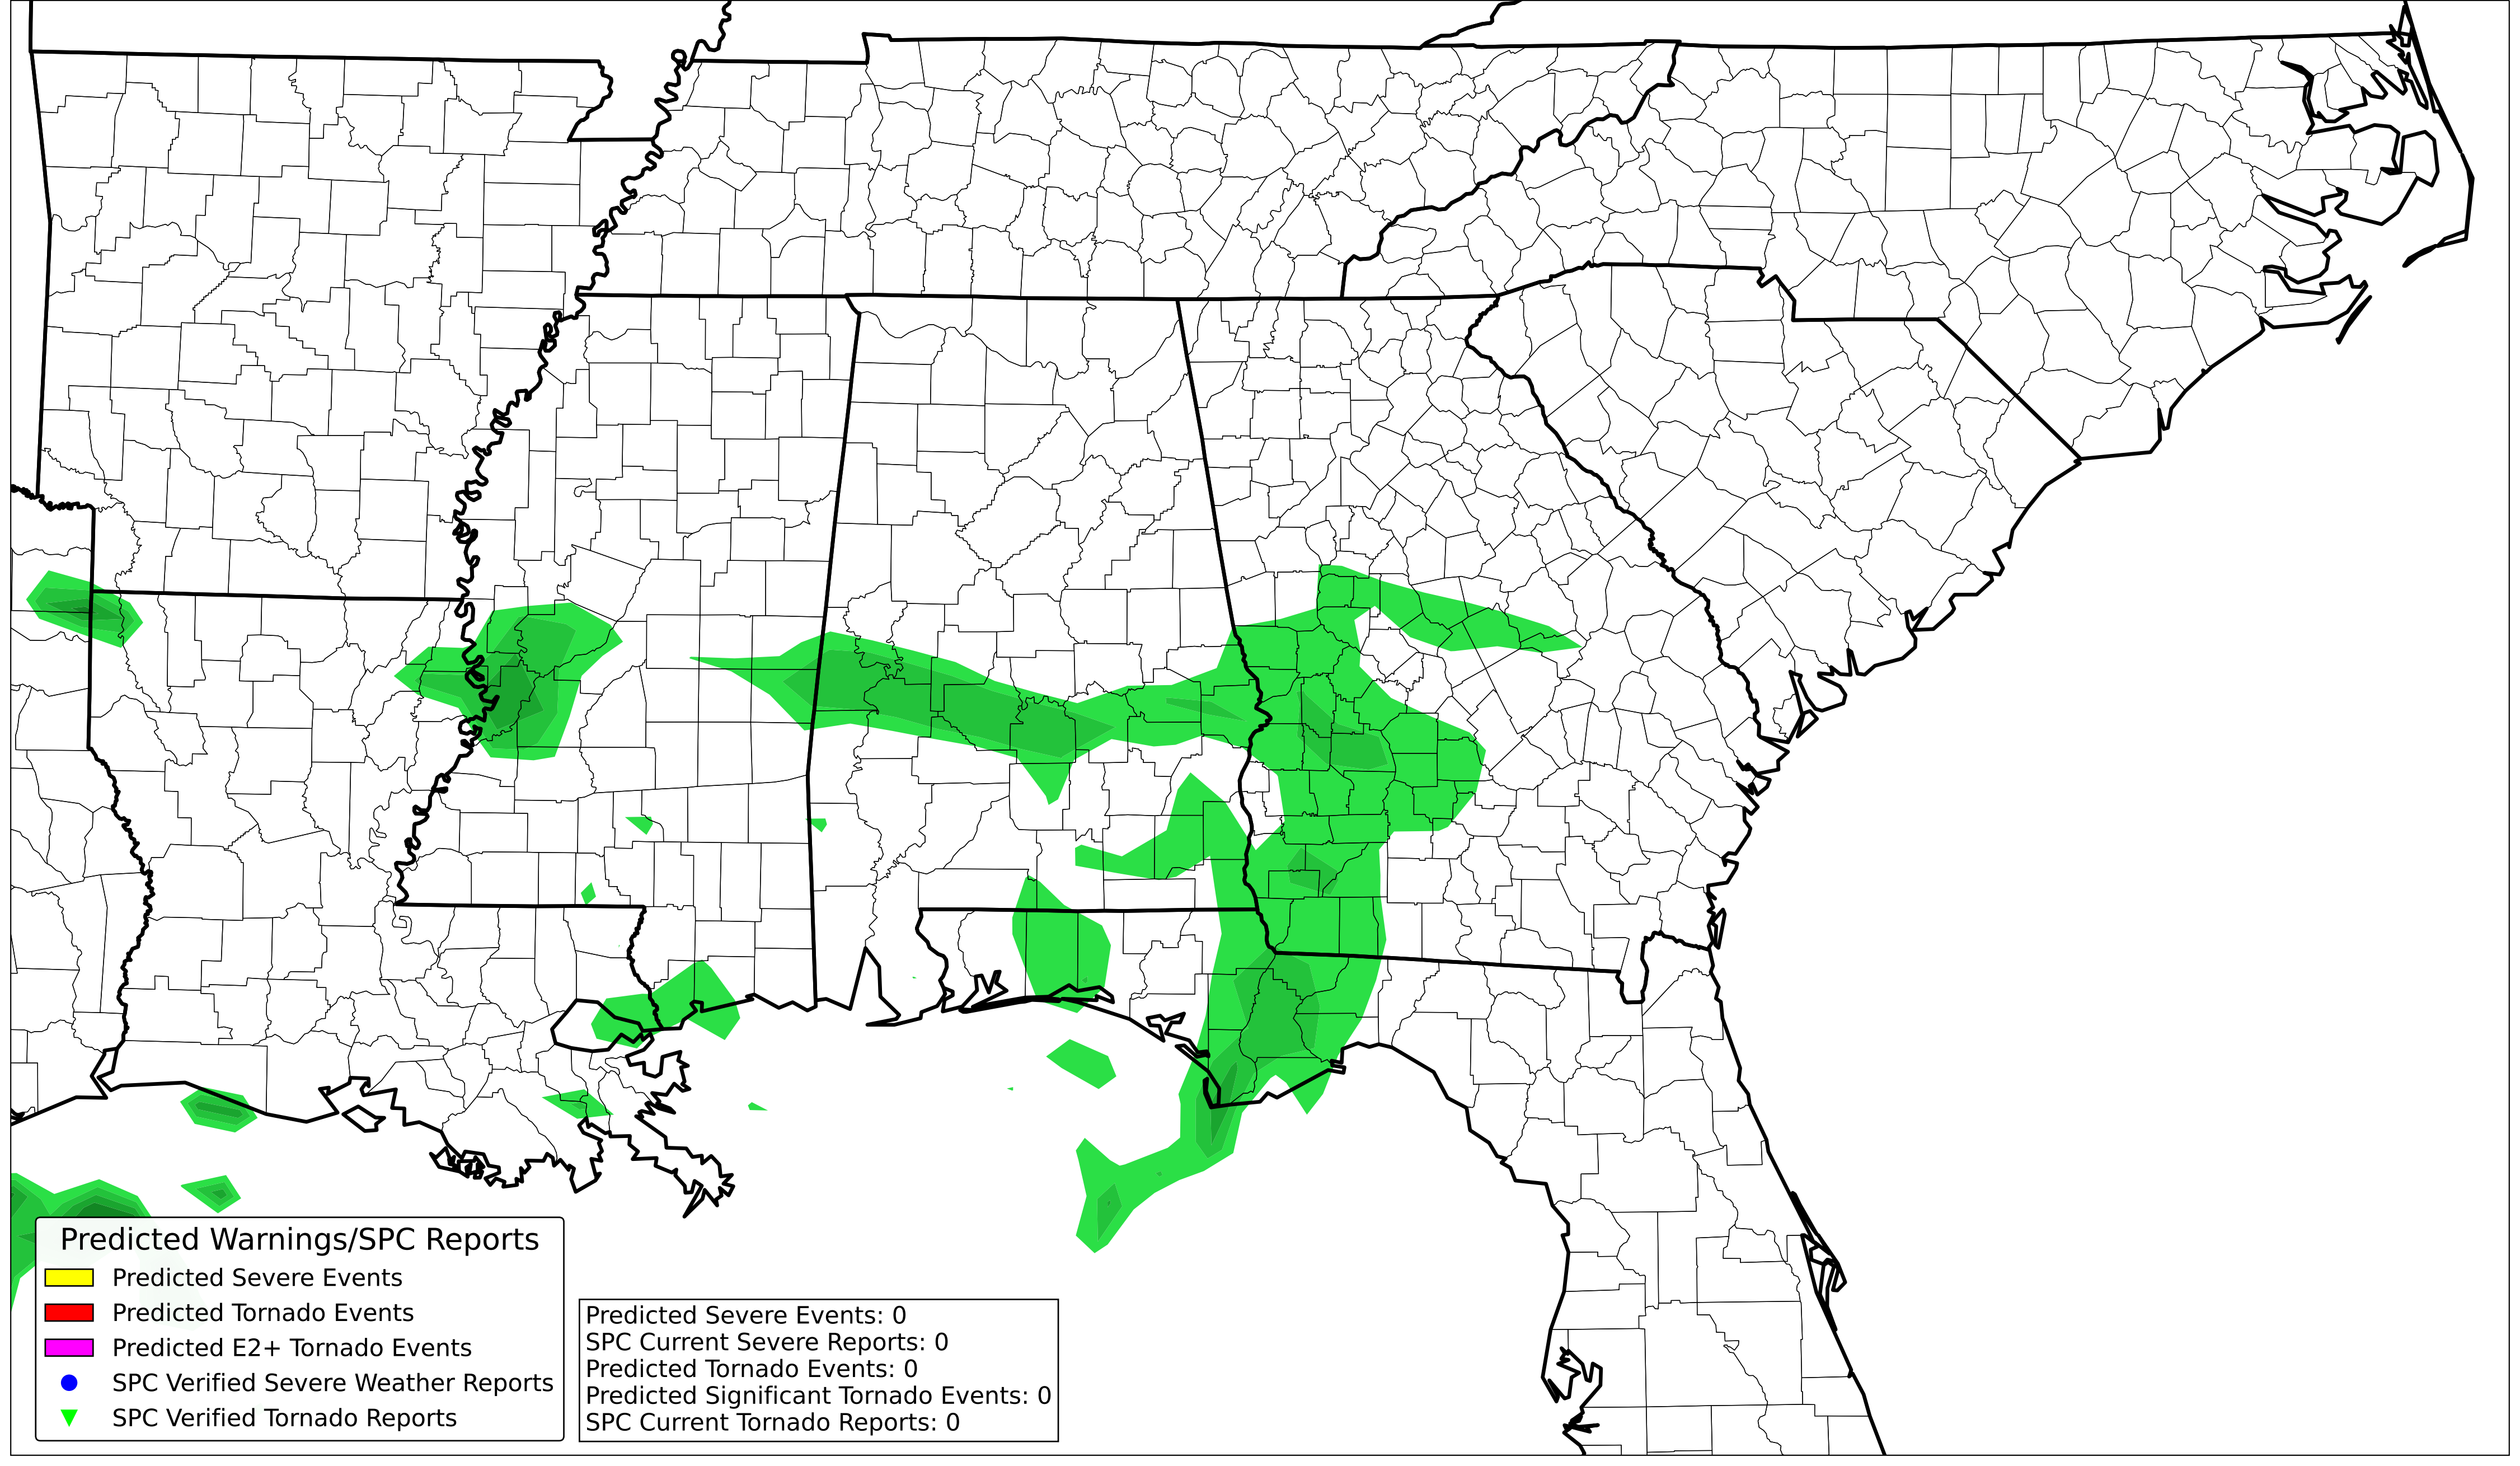 Predicted Warnings/SPC Reports
Predicted Severe Events
Predicted Tornado Events
Predicted E2+ Tornado Events
SPC Verified Severe Weather Reports
SPC Verified Tornado Reports
Predicted Severe Events: 0
SPC Current Severe Reports: 0
Predicted Tornado Events: 0
Predicted Significant Tornado Events: 0
SPC Current Tornado Reports: 0